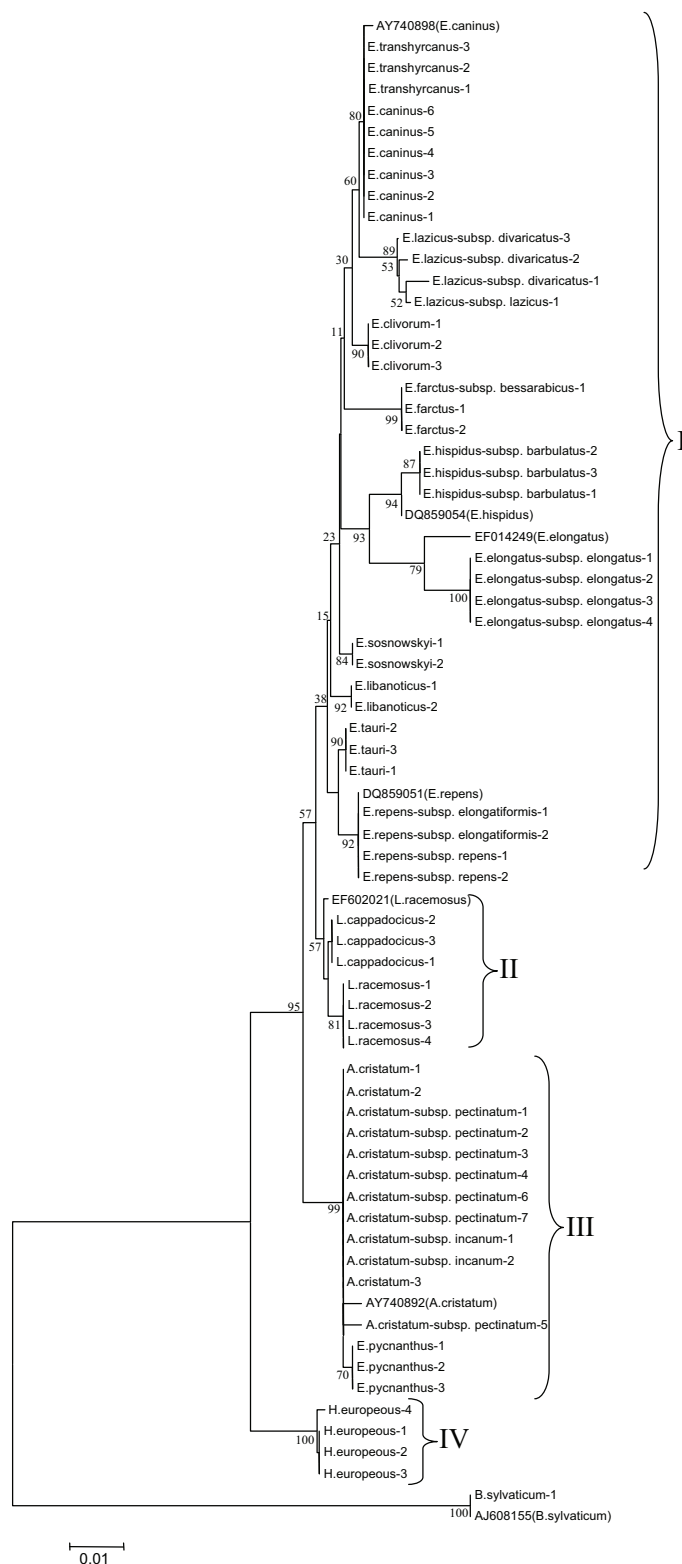 AY740898(E.caninus)
E.transhyrcanus-3
E.transhyrcanus-2
E.transhyrcanus-1
80
E.caninus-6
E.caninus-5
E.caninus-4
E.caninus-3
60
E.caninus-2
E.caninus-1
E.lazicus-subsp. divaricatus-3
89
E.lazicus-subsp. divaricatus-2
30
53
E.lazicus-subsp. divaricatus-1
52
E.lazicus-subsp. lazicus-1
E.clivorum-1
11
E.clivorum-2
90
E.clivorum-3
E.farctus-subsp. bessarabicus-1
E.farctus-1
99
E.farctus-2
I
E.hispidus-subsp. barbulatus-2
87
E.hispidus-subsp. barbulatus-3
E.hispidus-subsp. barbulatus-1
94
DQ859054(E.hispidus)
93
EF014249(E.elongatus)
23
E.elongatus-subsp. elongatus-1
79
E.elongatus-subsp. elongatus-2
100
E.elongatus-subsp. elongatus-3
E.elongatus-subsp. elongatus-4
15
E.sosnowskyi-1
84
E.sosnowskyi-2
E.libanoticus-1
38
92
E.libanoticus-2
E.tauri-2
90
E.tauri-3
E.tauri-1
DQ859051(E.repens)
E.repens-subsp. elongatiformis-1
57
E.repens-subsp. elongatiformis-2
92
E.repens-subsp. repens-1
E.repens-subsp. repens-2
EF602021(L.racemosus)
L.cappadocicus-2
57
L.cappadocicus-3
L.cappadocicus-1
II
L.racemosus-1
95
L.racemosus-2
81
L.racemosus-3
L.racemosus-4
A.cristatum-1
A.cristatum-2
A.cristatum-subsp. pectinatum-1
A.cristatum-subsp. pectinatum-2
A.cristatum-subsp. pectinatum-3
A.cristatum-subsp. pectinatum-4
A.cristatum-subsp. pectinatum-6
99
A.cristatum-subsp. pectinatum-7
III
A.cristatum-subsp. incanum-1
A.cristatum-subsp. incanum-2
A.cristatum-3
AY740892(A.cristatum)
A.cristatum-subsp. pectinatum-5
E.pycnanthus-1
E.pycnanthus-2
70
E.pycnanthus-3
H.europeous-4
H.europeous-1
100
IV
H.europeous-2
H.europeous-3
B.sylvaticum-1
100
AJ608155(B.sylvaticum)
0.01